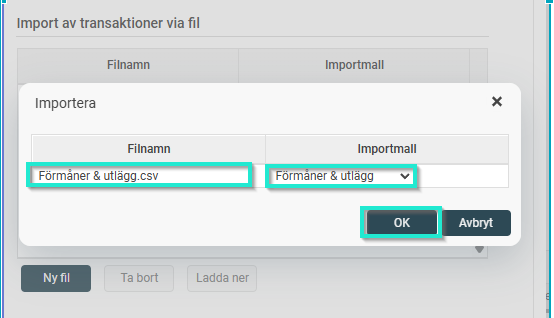 Import av transaktioner via fil
Filnamn Importmall
Importera
Filnamn Importmall
Förmåner & utlägg.csv Förmåner & utlägg
OK Avbryt
Ny fil Ta bort Ladda ner